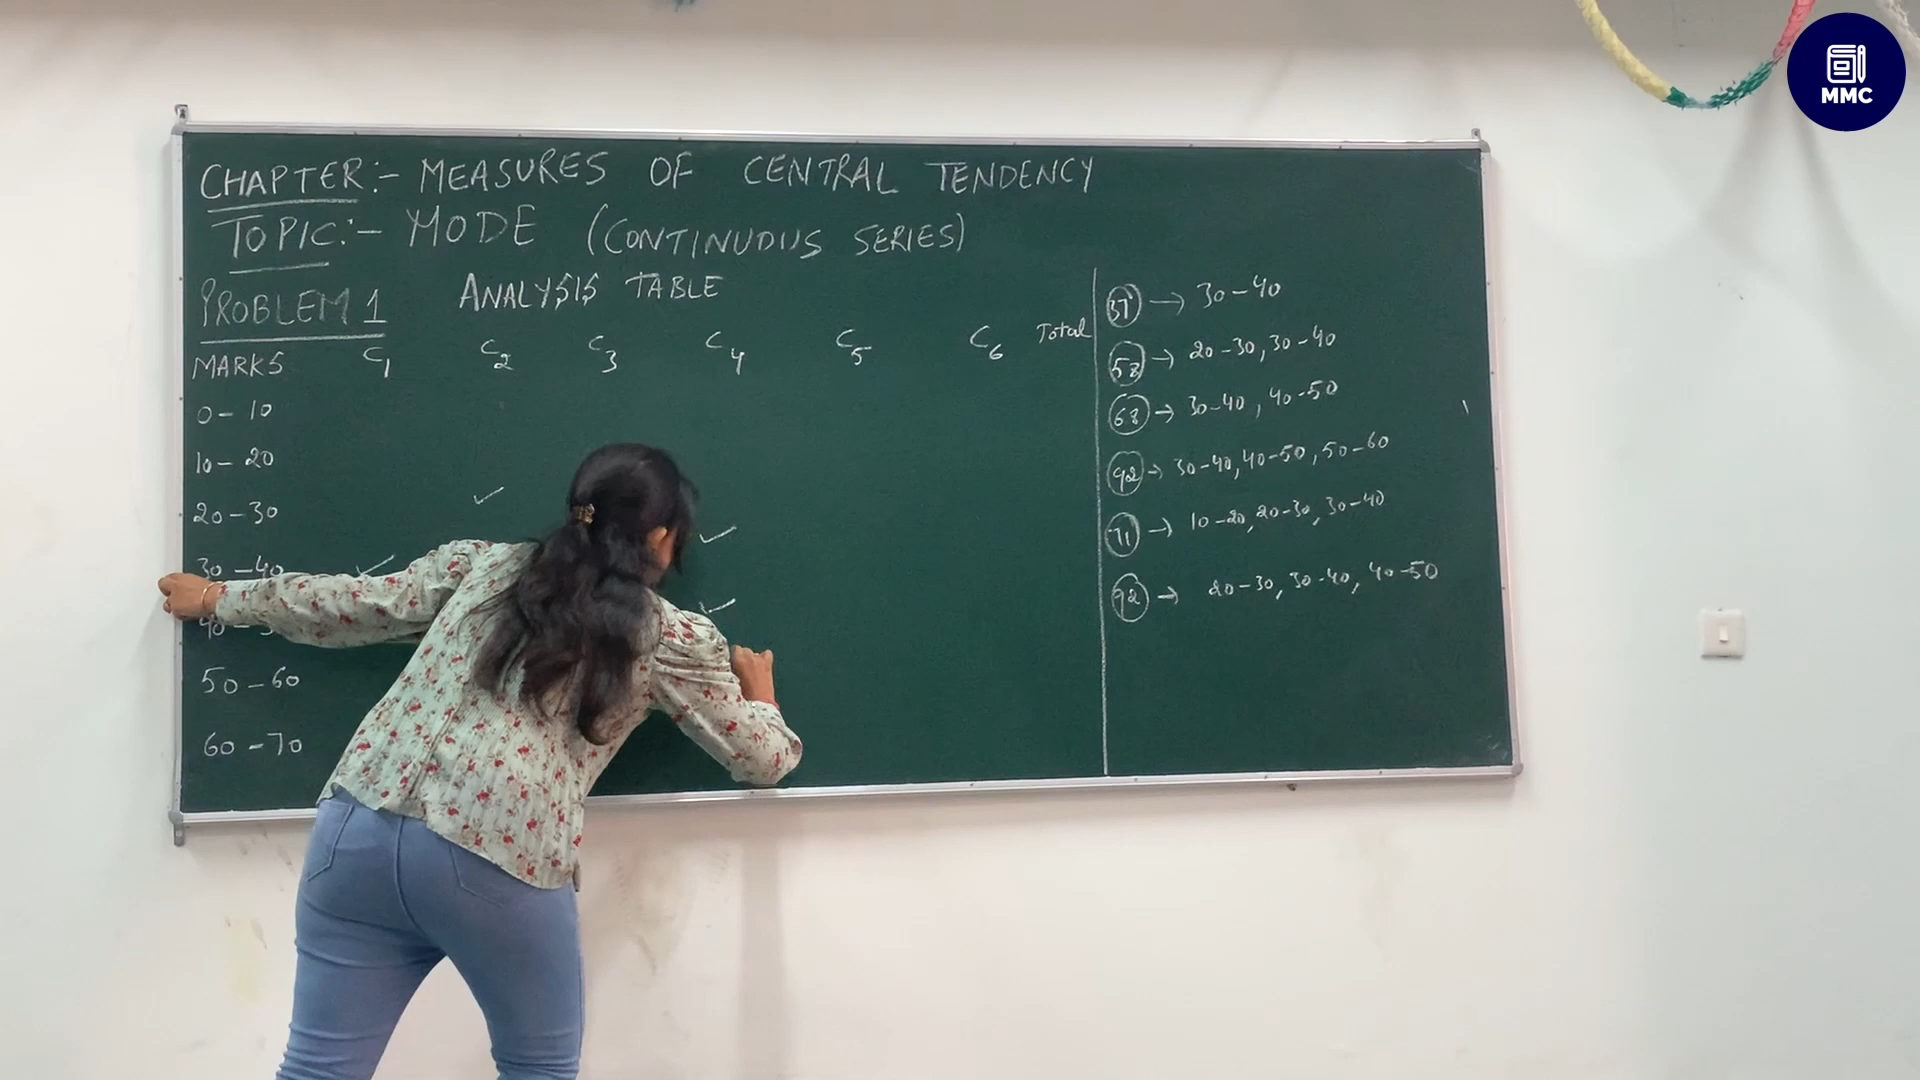 MMC
CHAPTER:- MEASURES OF CENTRAL TENDENCY
TOPIC:- MODE (CONTINUOUS SERIES)
PROBLEM 1 ANALYSIS TABLE
MARKS C1 C2 C3 C4 C5 C6 Total
0-10
10-20
20-30
30-40
40-
50-60
60-70
37 → 30-40
58 → 20-30, 30-40
68 → 30-40, 40-50
92 → 30-40, 40-50, 50-60
71 → 10-20, 20-30, 30-40
92 → 20-30, 30-40, 40-50